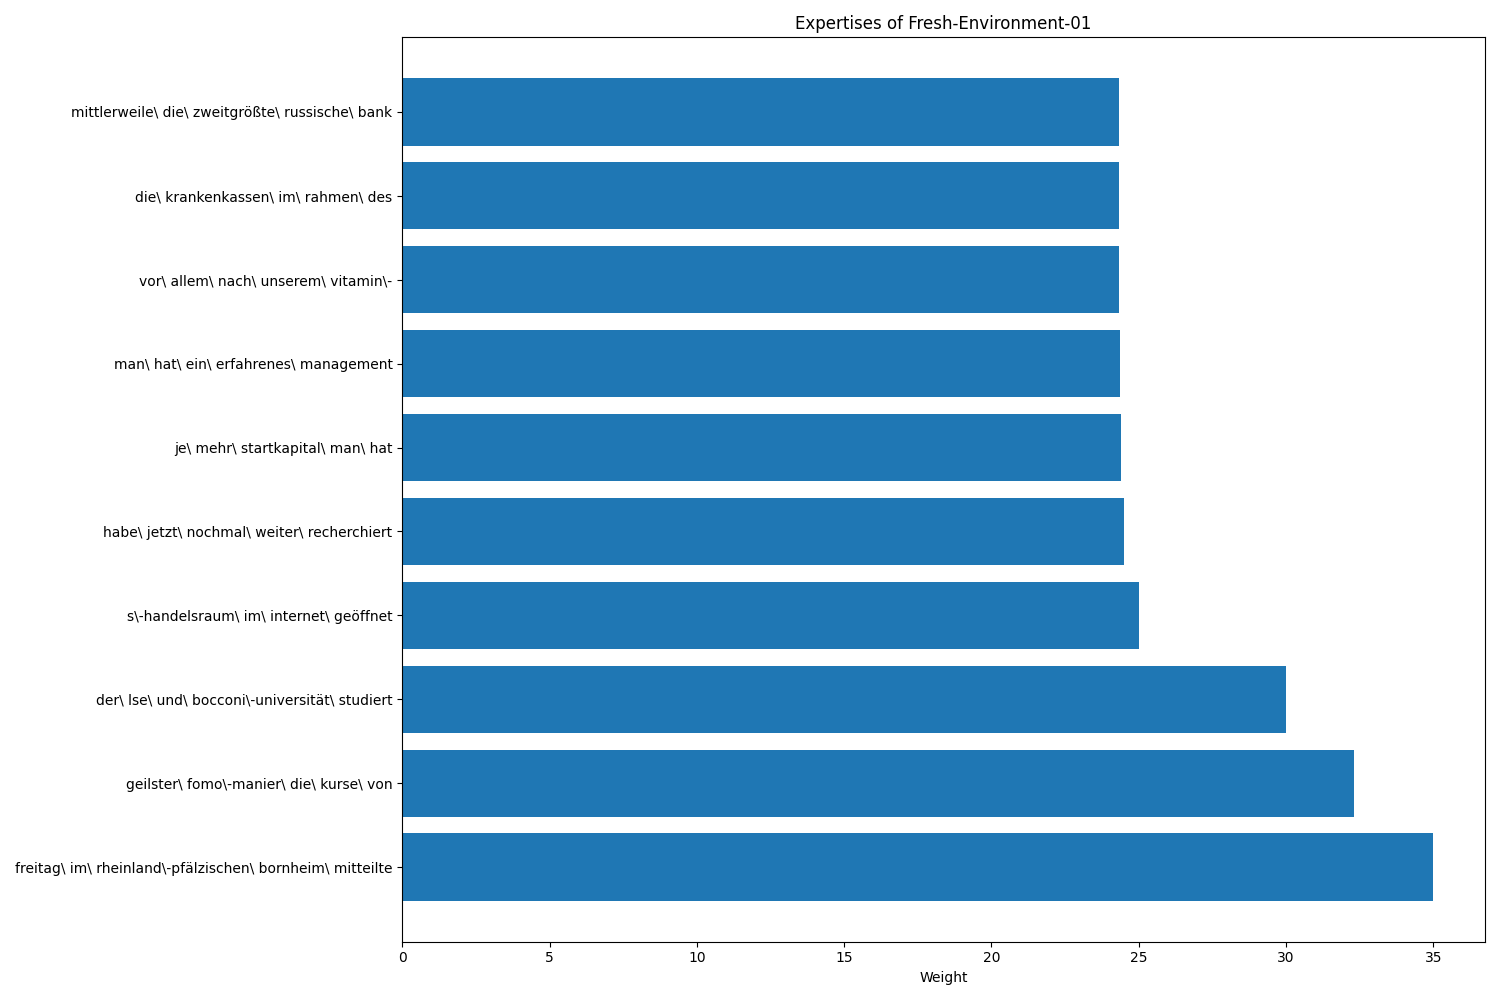 Expertises of Fresh-Environment-01
mittlerweile\ die\ zweitgrößte\ russische\ bank
die\ krankenkassen\ im\ rahmen\ des
vor\ allem\ nach\ unserem\ vitamin\-
man\ hat\ ein\ erfahrenes\ management
je\ mehr\ startkapital\ man\ hat
habe\ jetzt\ nochmal\ weiter\ recherchiert
s\-handelsraum\ im\ internet\ geöffnet
der\ lse\ und\ bocconi\-universität\ studiert
geilster\ fomo\-manier\ die\ kurse\ von
freitag\ im\ rheinland\-pfälzischen\ bornheim\ mitteilte
0 5 10 15 20 25 30 35
Weight